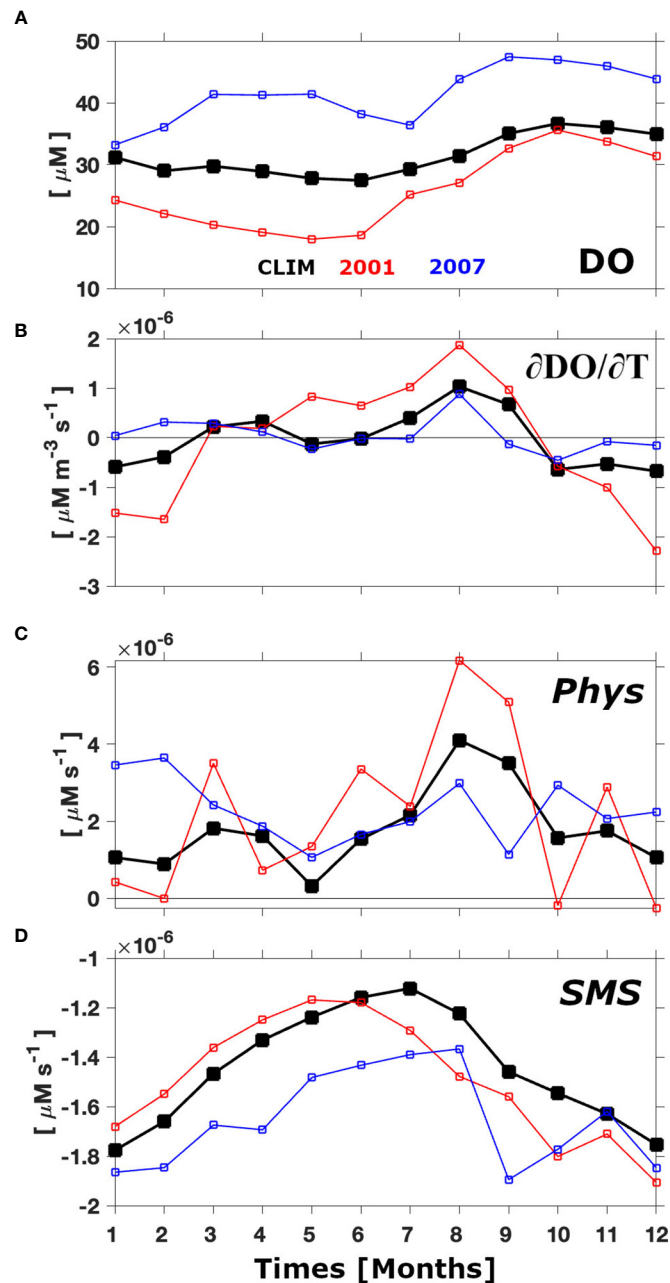 A
50
40
30
20
10
[ μM]
CLIM 2001 2007 DO
B
×10⁻⁶
2
1
0
-1
-2
-3
[ μM m⁻³ s⁻¹ ]
∂DO/∂T
C
×10⁻⁶
6
4
2
0
[ μM s⁻¹ ]
Phys
D
×10⁻⁶
-1
-1.2
-1.4
-1.6
-1.8
-2
[ μM s⁻¹ ]
SMS
1 2 3 4 5 6 7 8 9 10 11 12
Times [Months]